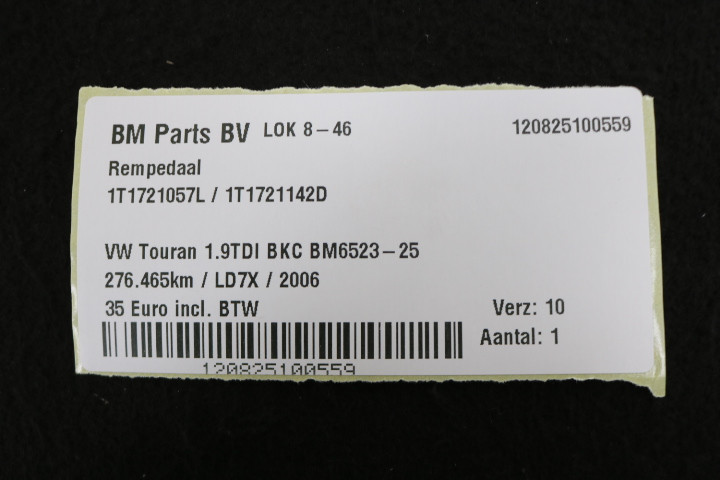 BM Parts BV LOK 8-46 120825100559
Rempedaal
1T1721057L / 1T1721142D
VW Touran 1.9TDI BKC BM6523-25
276.465km / LD7X / 2006
35 Euro incl. BTW Verz: 10
Aantal: 1
120825100559